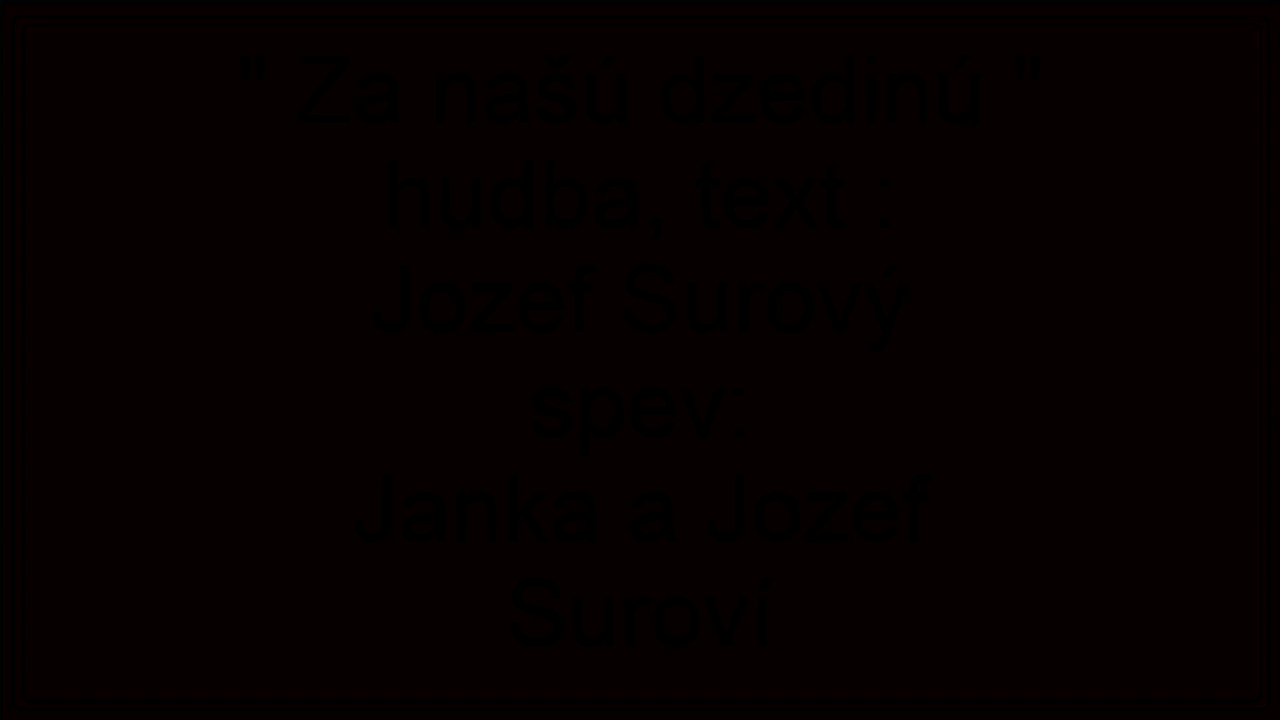 " Za našú dzedinú "
hudba, text :
Jozef Surový
spev:
Janka a Jozef
Suroví